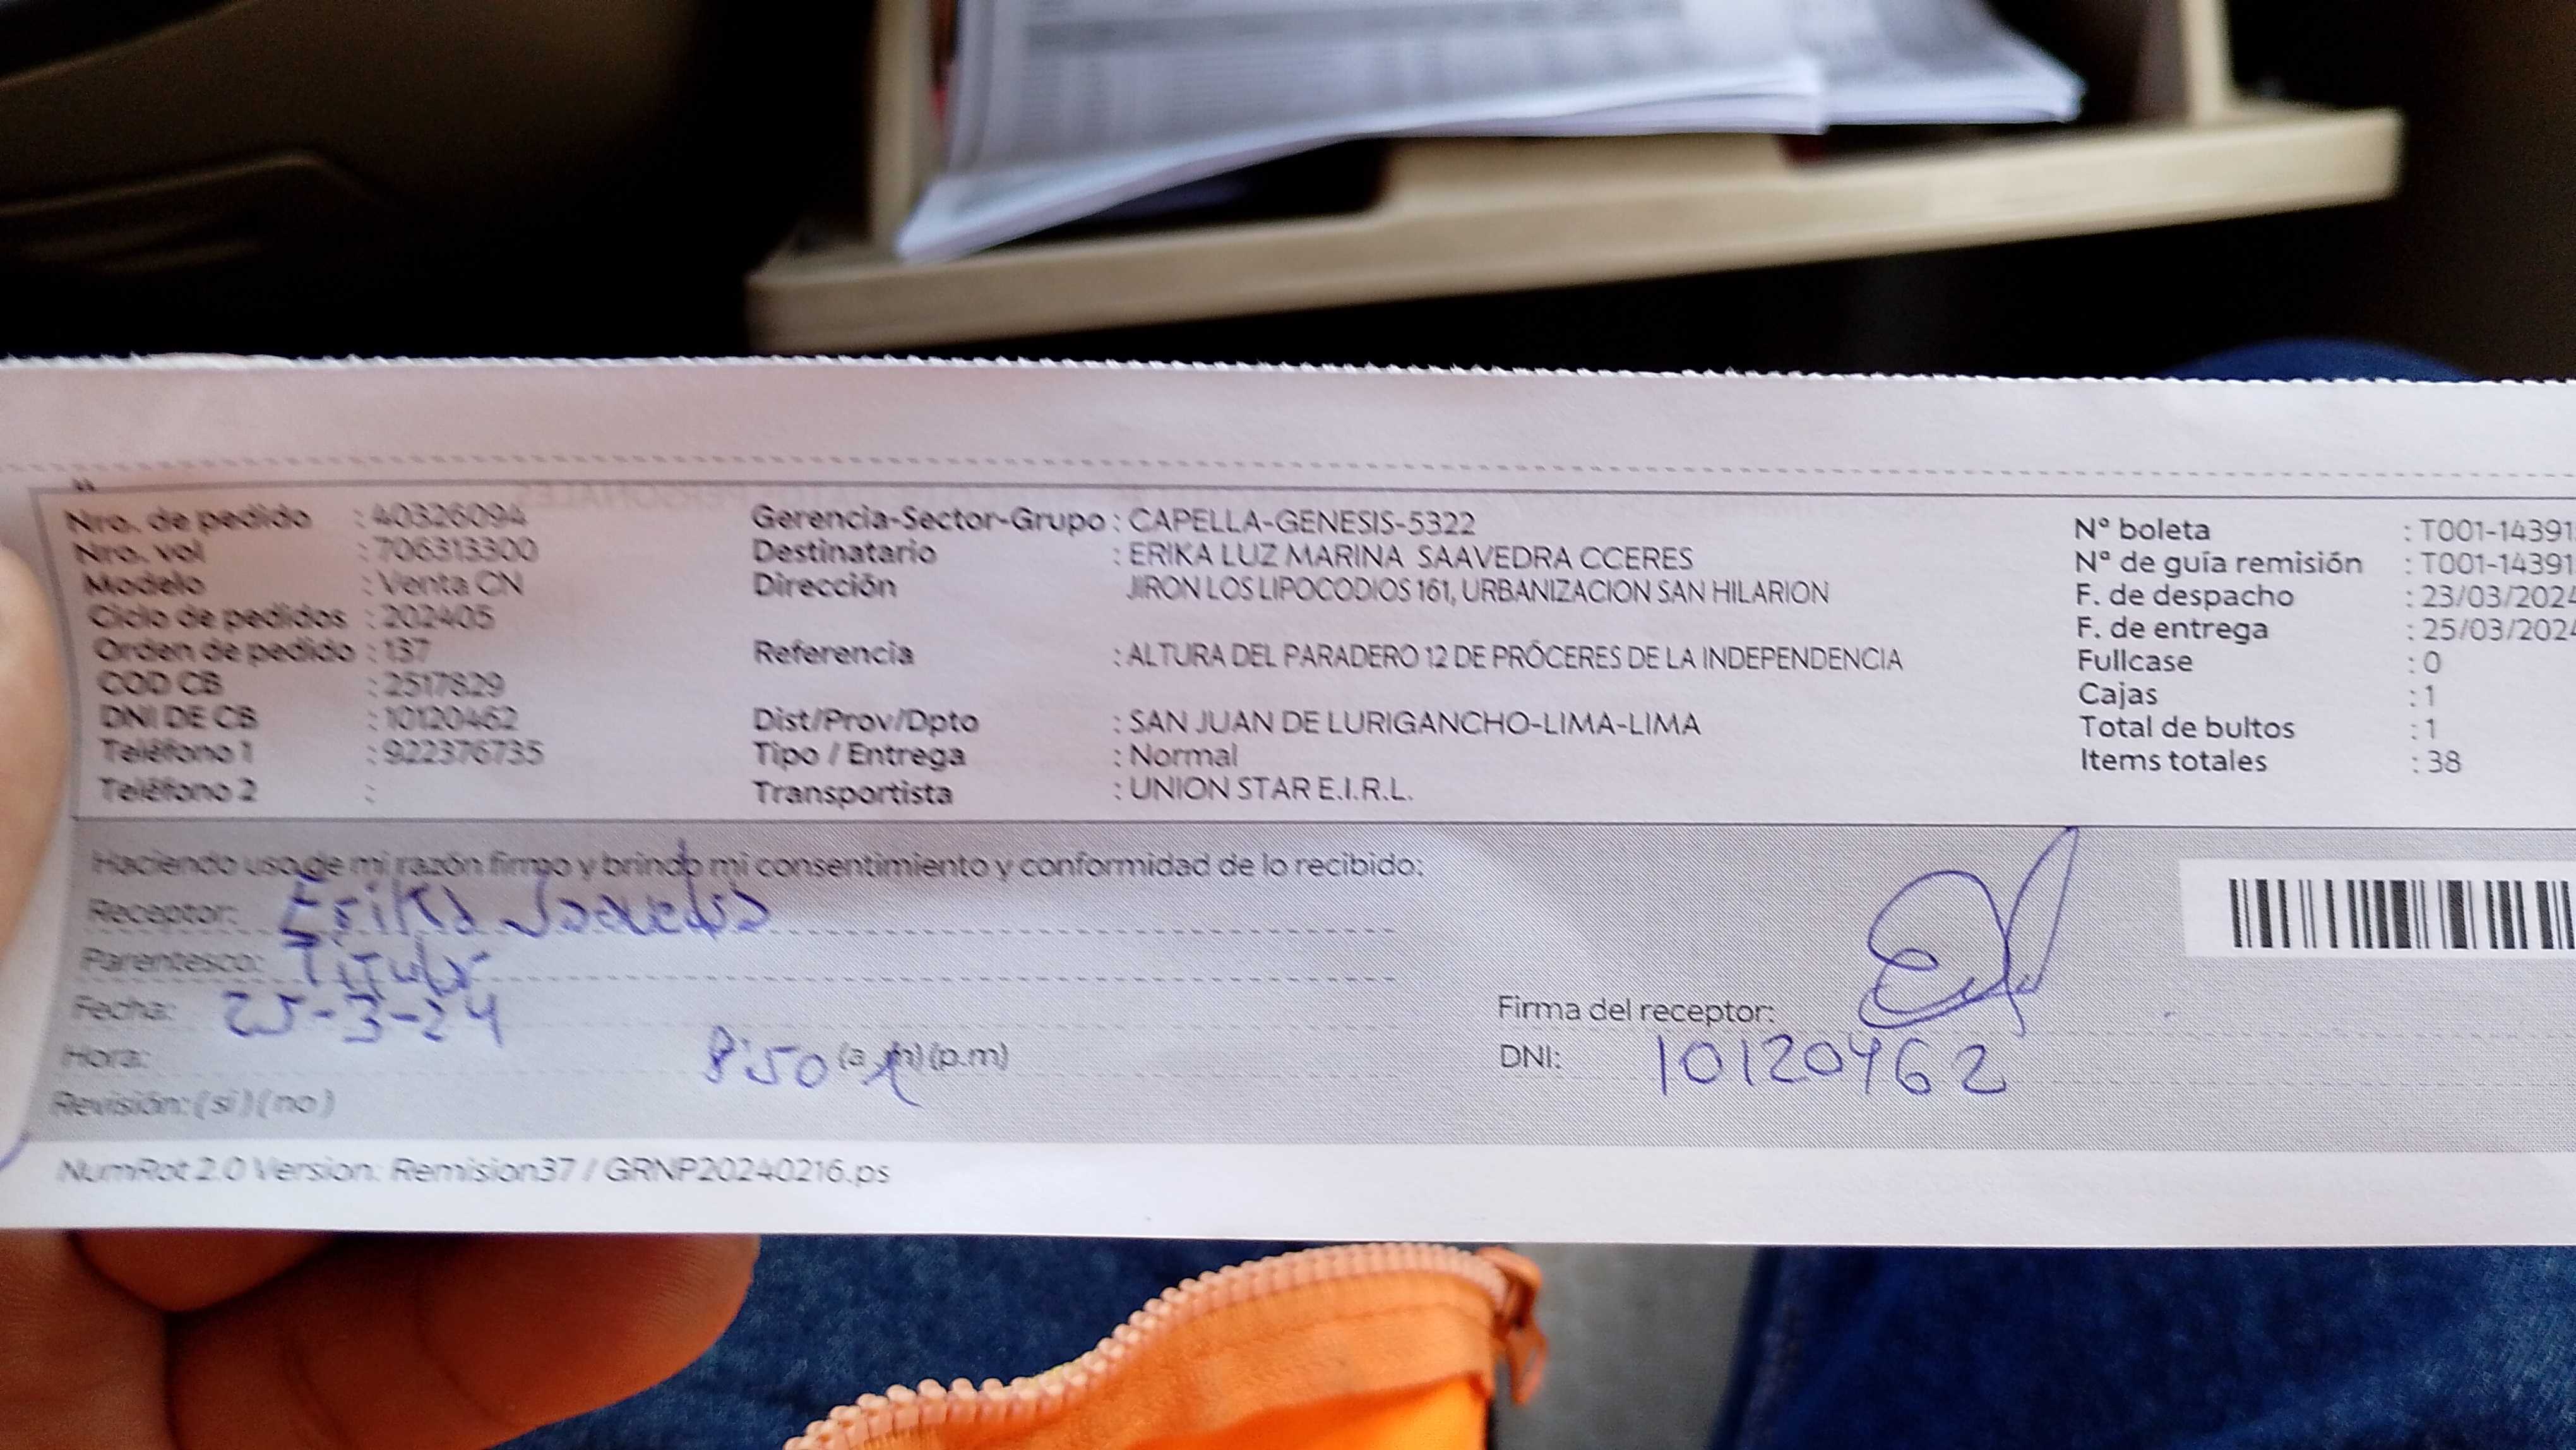 Nro. de pedido : 40326094 Gerencia-Sector-Grupo : CAPELLA-GENESIS-5322 Nº boleta : T001-14391
Nro. vol : 706313300 Destinatario : ERIKA LUZ MARINA SAAVEDRA CCERES Nº de guía remisión : T001-14391
Modelo : Venta CN Dirección JIRON LOS LIPOCODIOS 161, URBANIZACION SAN HILARION F. de despacho : 23/03/2024
Ciclo de pedidos : 202405 F. de entrega : 25/03/2024
Orden de pedido : 137 Referencia : ALTURA DEL PARADERO 12 DE PRÓCERES DE LA INDEPENDENCIA Fullcase : 0
COD CB : 2517829 Cajas : 1
DNI DE CB : 10120462 Dist/Prov/Dpto : SAN JUAN DE LURIGANCHO-LIMA-LIMA Total de bultos : 1
Teléfono 1 : 922376735 Tipo / Entrega : Normal Items totales : 38
Teléfono 2 : Transportista : UNION STAR E.I.R.L.
Haciendo uso de mi razón firmo y brindo mi consentimiento y conformidad de lo recibido:
Receptor: Erika Saavedra
Parentesco: Titular
Fecha: 25-3-24 Firma del receptor:
Hora: 8:50 (a.m) (p.m) DNI: 10120462
Revisión: (si) (no)
NumRot 2.0 Version: Remision37 / GRNP20240216.ps